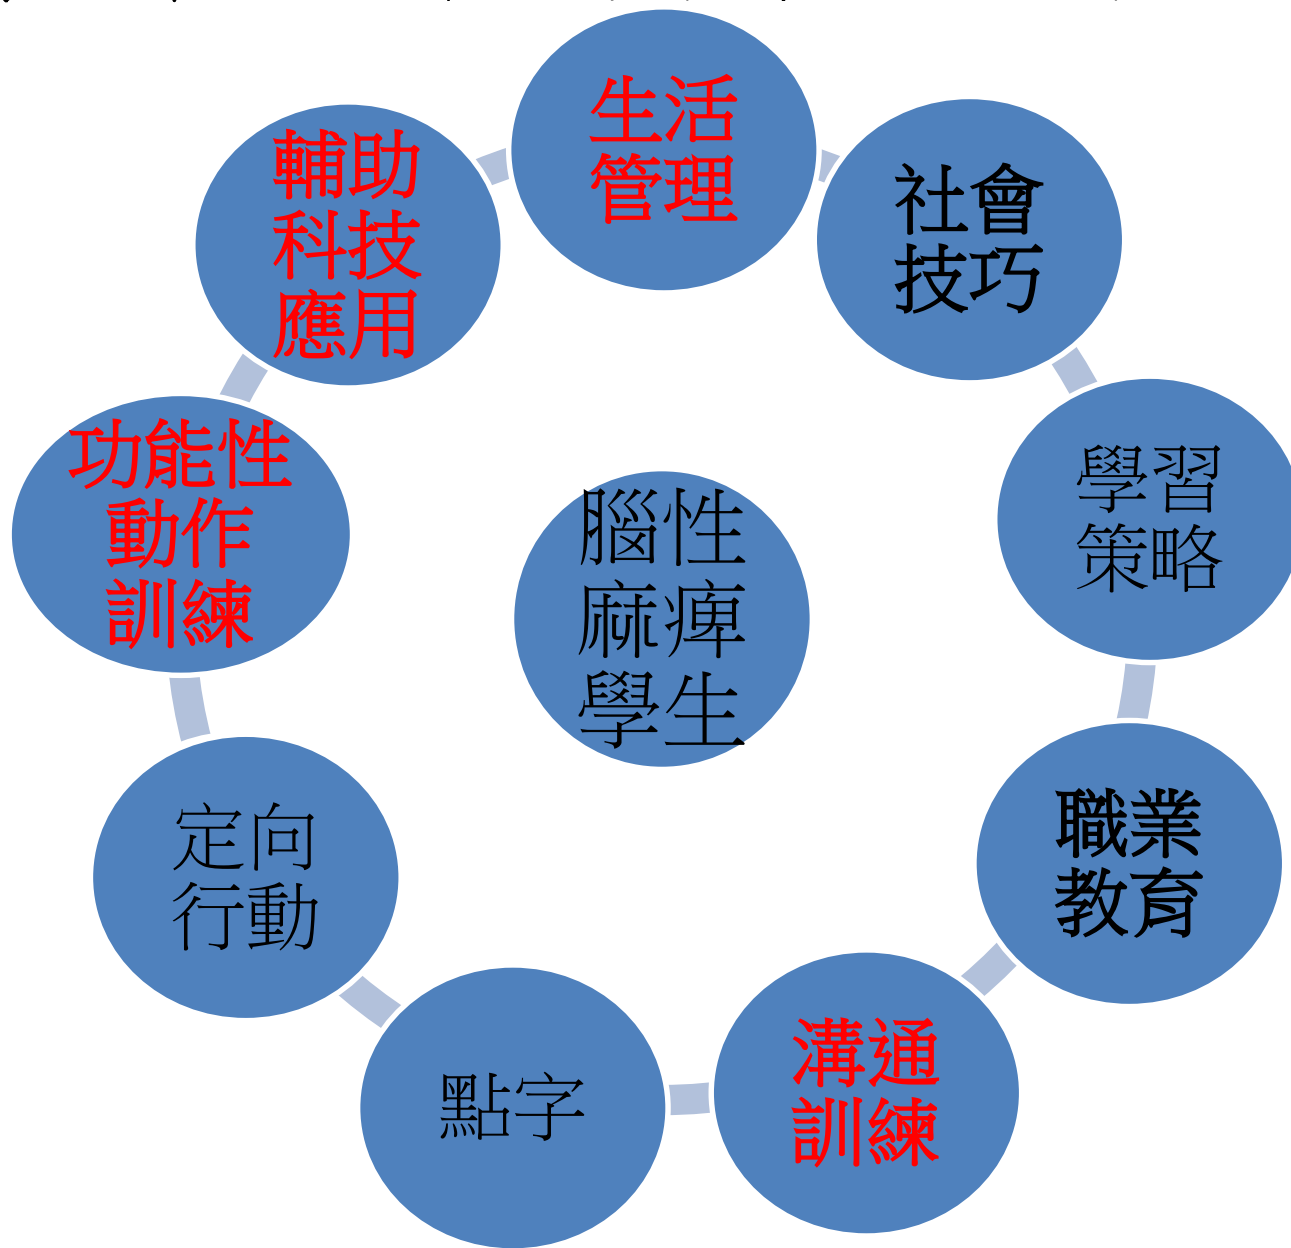 生活
管理
社會
技巧
學習
策略
職業
教育
溝通
訓練
點字
定向
行動
功能性
動作
訓練
輔助
科技
應用
腦性
麻痺
學生